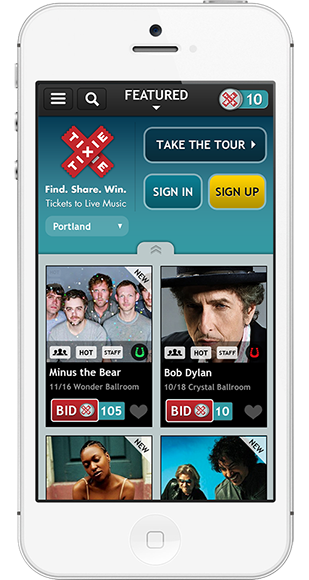 FEATURED
10
TIXIE
TIXIE
TAKE THE TOUR
Find. Share. Win.
Tickets to Live Music
SIGN IN
SIGN UP
Portland
NEW
HOT
STAFF
HOT
STAFF
Minus the Bear
Bob Dylan
11/16 Wonder Ballroom
10/18 Crystal Ballroom
BID
105
BID
10
NEW
NEW